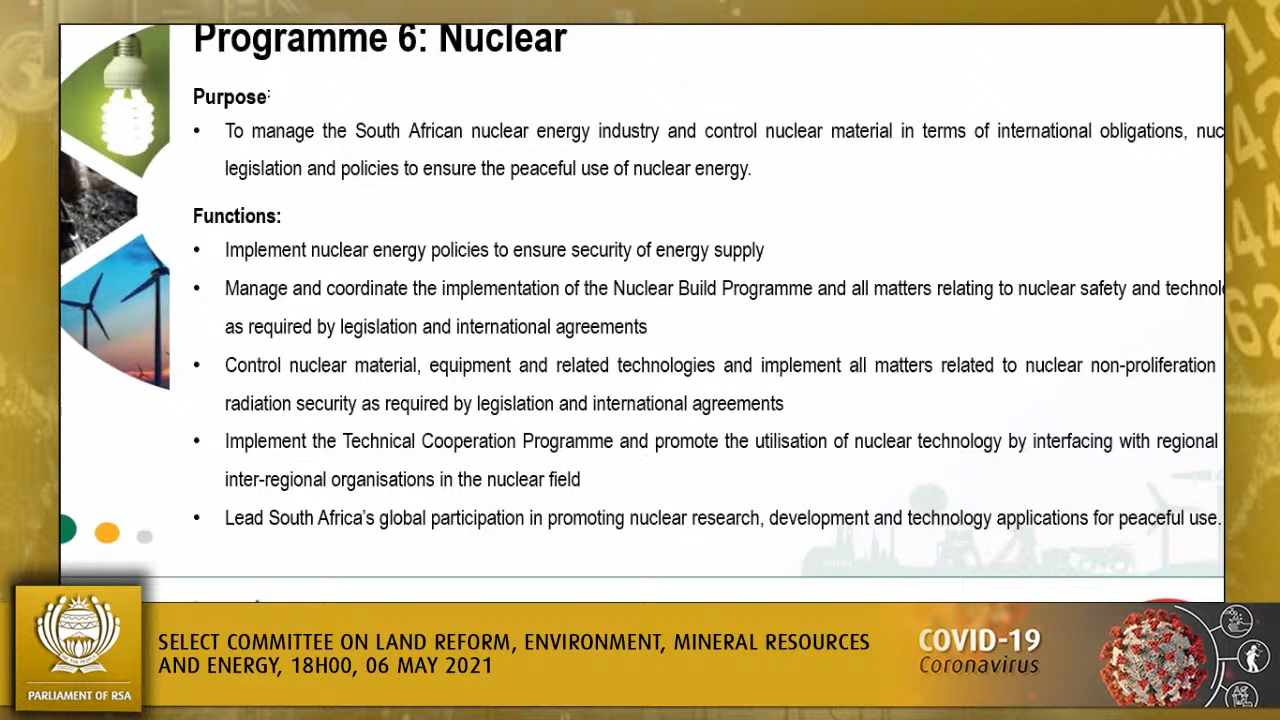 Programme 6: Nuclear
Purpose:
• To manage the South African nuclear energy industry and control nuclear material in terms of international obligations, nuc
legislation and policies to ensure the peaceful use of nuclear energy.
Functions:
• Implement nuclear energy policies to ensure security of energy supply
• Manage and coordinate the implementation of the Nuclear Build Programme and all matters relating to nuclear safety and technol
as required by legislation and international agreements
• Control nuclear material, equipment and related technologies and implement all matters related to nuclear non-proliferation
radiation security as required by legislation and international agreements
• Implement the Technical Cooperation Programme and promote the utilisation of nuclear technology by interfacing with regional
inter-regional organisations in the nuclear field
• Lead South Africa's global participation in promoting nuclear research, development and technology applications for peaceful use.
SELECT COMMITTEE ON LAND REFORM, ENVIRONMENT, MINERAL RESOURCES
AND ENERGY, 18H00, 06 MAY 2021
PARLIAMENT OF RSA
COVID-19
Coronavirus